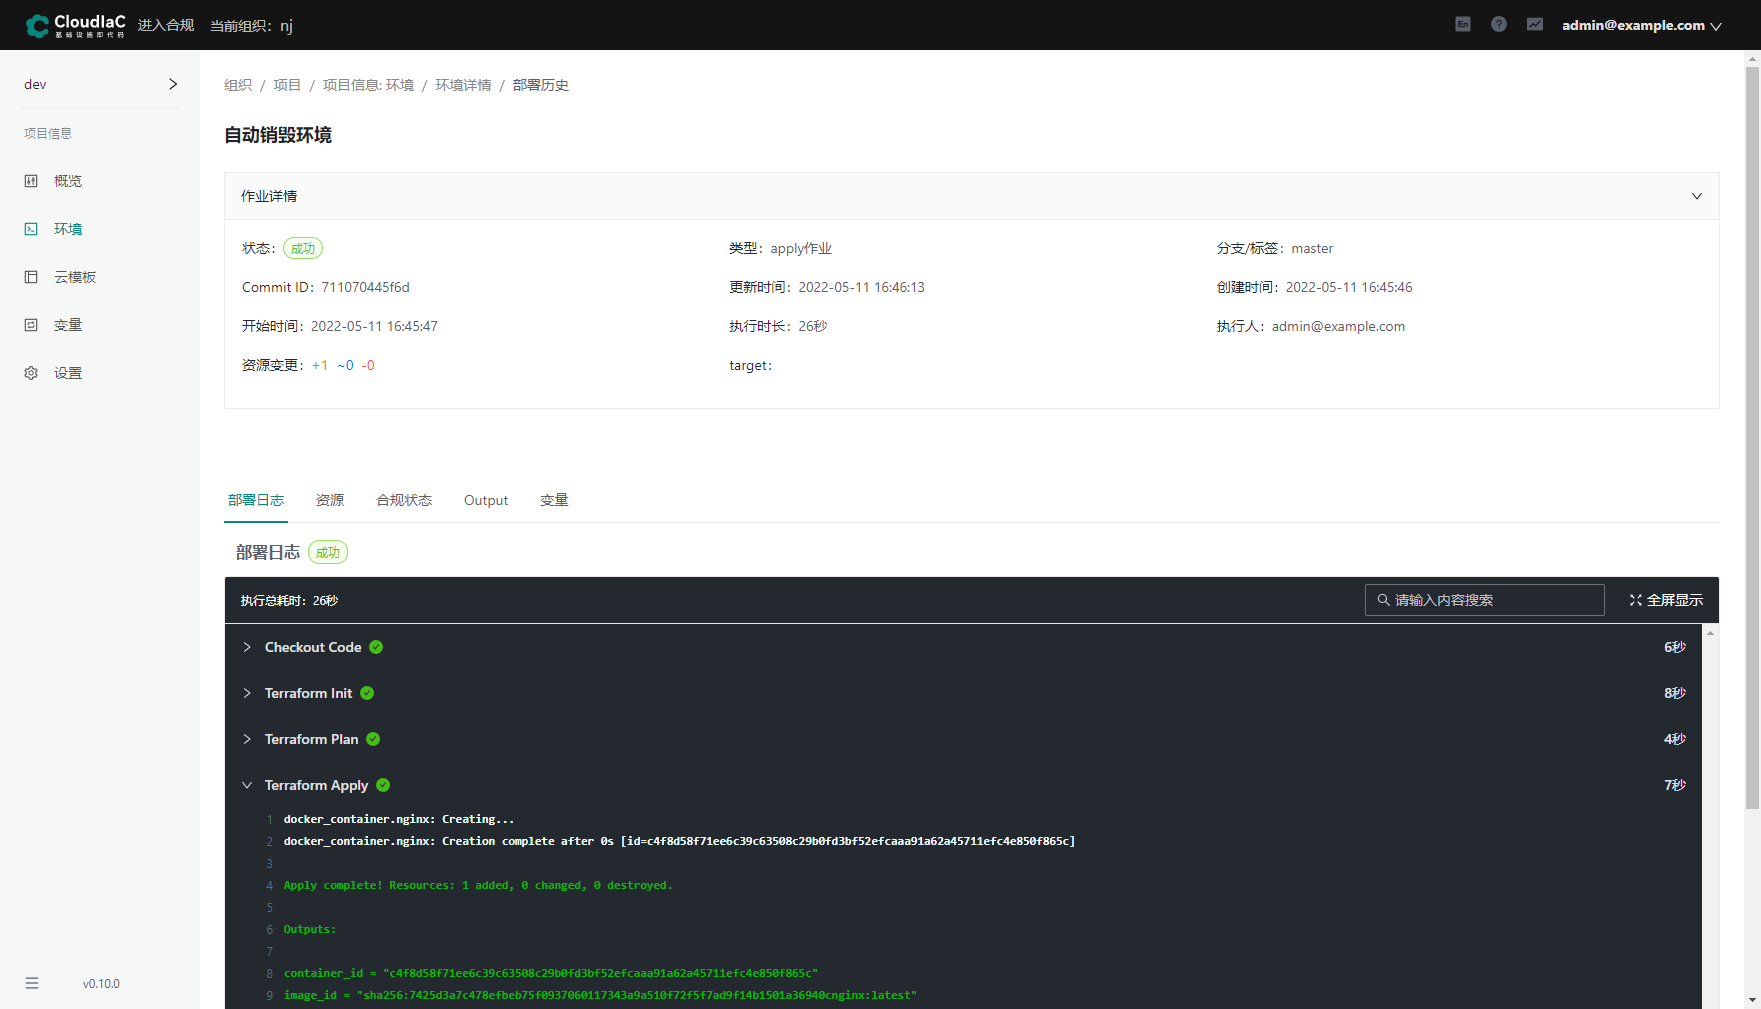 CloudIaC
基础设施即代码
进入合规 当前组织：nj
En
admin@example.com
dev
项目信息
概览
环境
云模板
变量
设置
v0.10.0
组织 / 项目 / 项目信息: 环境 / 环境详情 / 部署历史
自动销毁环境
作业详情
状态： 成功 类型：apply作业 分支/标签：master
Commit ID：711070445f6d 更新时间：2022-05-11 16:46:13 创建时间：2022-05-11 16:45:46
开始时间：2022-05-11 16:45:47 执行时长：26秒 执行人：admin@example.com
资源变更：+1 ~0 -0 target：
部署日志 资源 合规状态 Output 变量
部署日志 成功
执行总耗时：26秒 请输入内容搜索 全屏显示
Checkout Code 6秒
Terraform Init 8秒
Terraform Plan 4秒
Terraform Apply 7秒
1 docker_container.nginx: Creating...
2 docker_container.nginx: Creation complete after 0s [id=c4f8d58f71ee6c39c63508c29b0fd3bf52efcaaa91a62a45711efc4e850f865c]
3
4 Apply complete! Resources: 1 added, 0 changed, 0 destroyed.
5
6 Outputs:
7
8 container_id = "c4f8d58f71ee6c39c63508c29b0fd3bf52efcaaa91a62a45711efc4e850f865c"
9 image_id = "sha256:7425d3a7c478efbeb75f0937060117343a9a510f72f5f7ad9f14b1501a36940cnginx:latest"